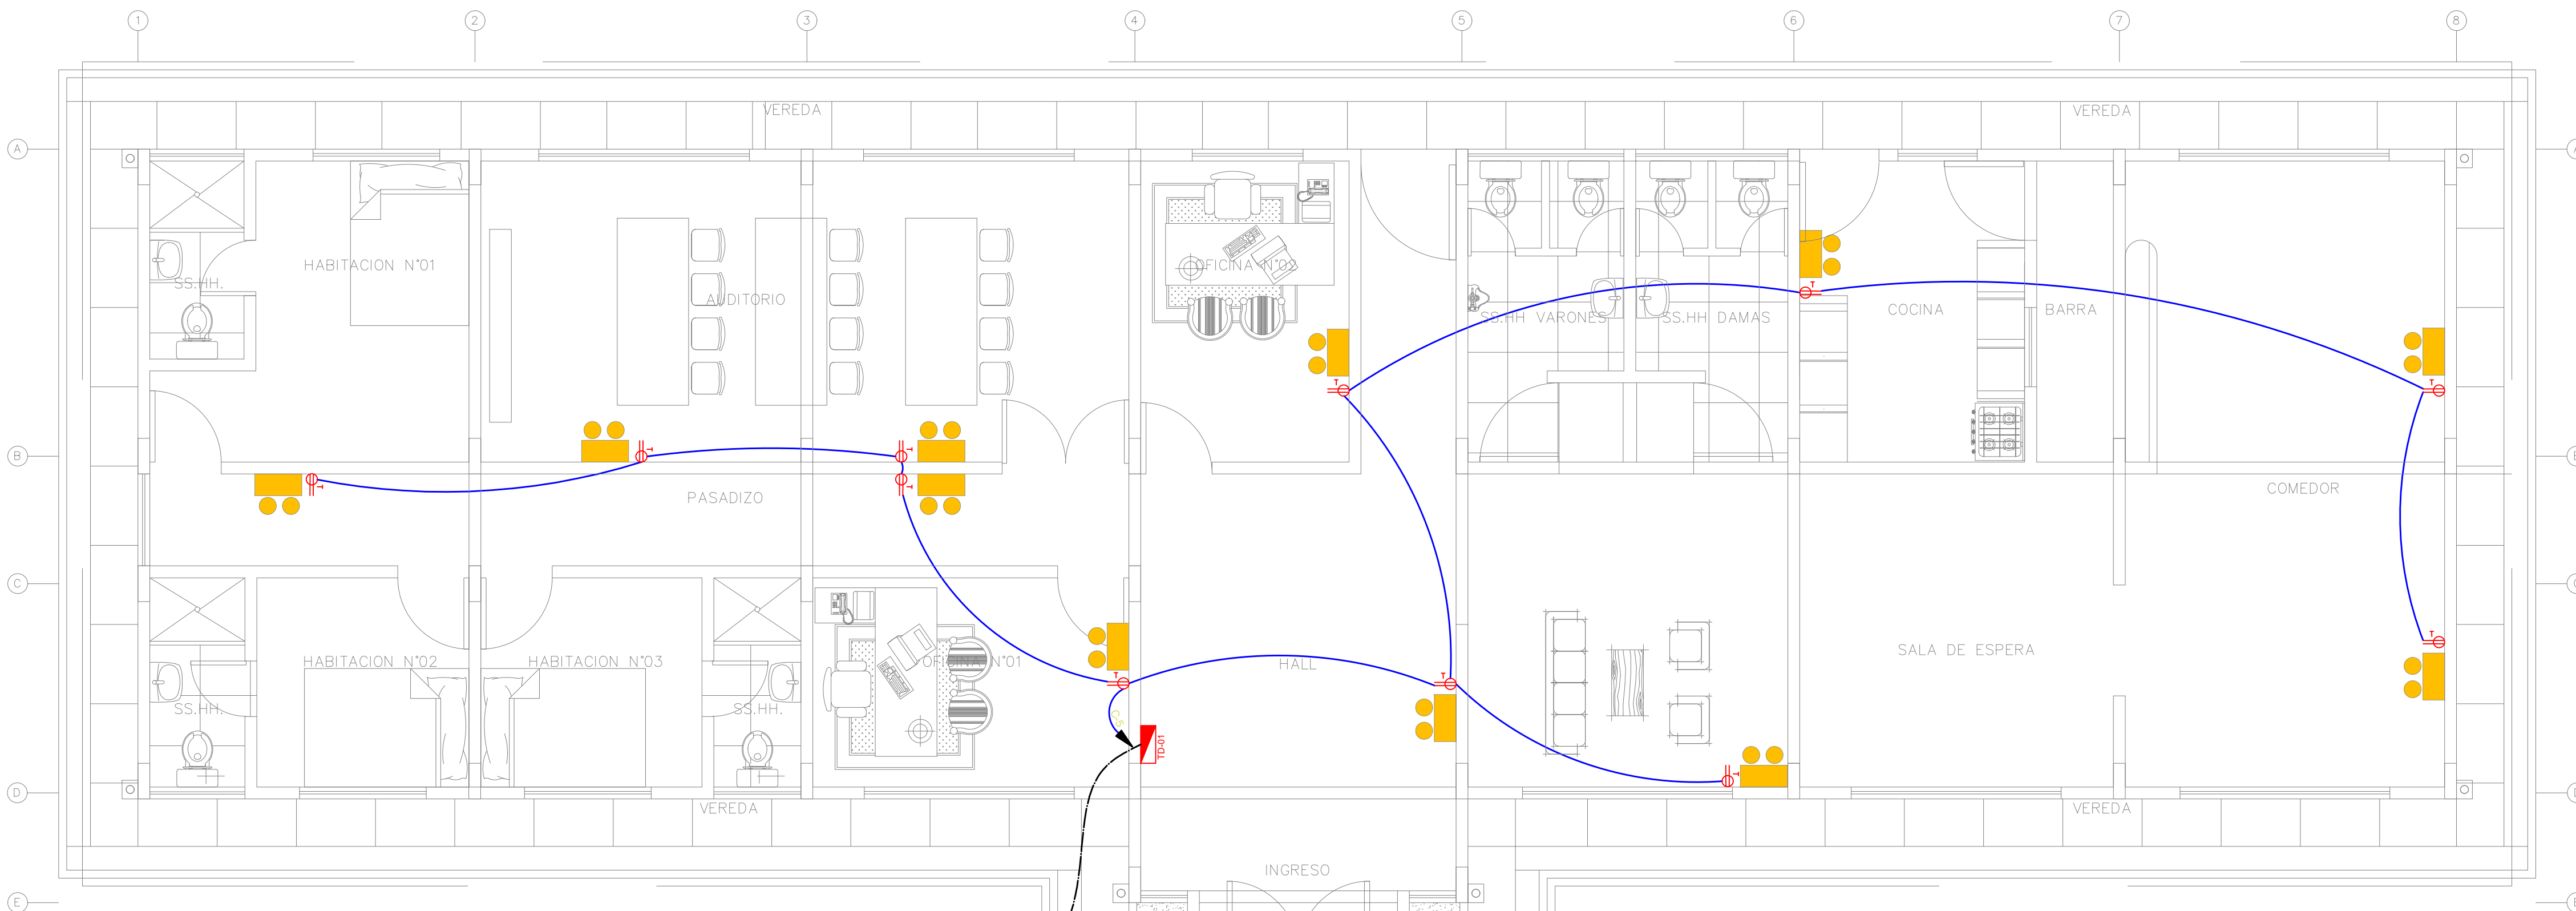 1
2
3
4
5
6
7
8
VEREDA
VEREDA
A
HABITACION N°01
SS.HH.
AUDITORIO
OFICINA N°02
SS.HH VARONES
SS.HH DAMAS
COCINA
BARRA
T
T
T
T
B
T
T
T
T
PASADIZO
COMEDOR
C
HABITACION N°02
HABITACION N°03
OFICINA N°01
HALL
SALA DE ESPERA
T
T
T
SS.HH.
SS.HH.
C-5
TD-01
T
D
VEREDA
VEREDA
INGRESO
E